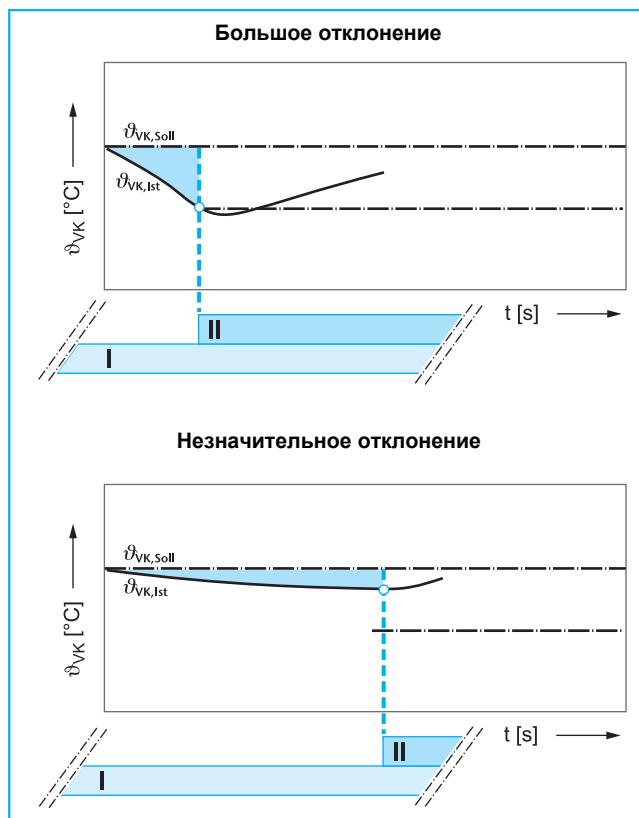 Большое отклонение
ϑVK,Soll
ϑVK,Ist
ϑVK [°C]
t [s]
II
I
Незначительное отклонение
ϑVK,Soll
ϑVK,Ist
ϑVK [°C]
t [s]
II
I